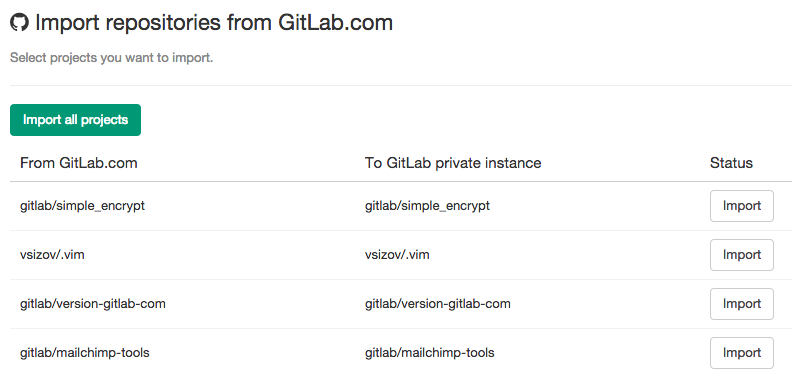 Import repositories from GitLab.com
Select projects you want to import.
Import all projects
From GitLab.com To GitLab private instance Status
gitlab/simple_encrypt gitlab/simple_encrypt Import
vsizov/.vim vsizov/.vim Import
gitlab/version-gitlab-com gitlab/version-gitlab-com Import
gitlab/mailchimp-tools gitlab/mailchimp-tools Import